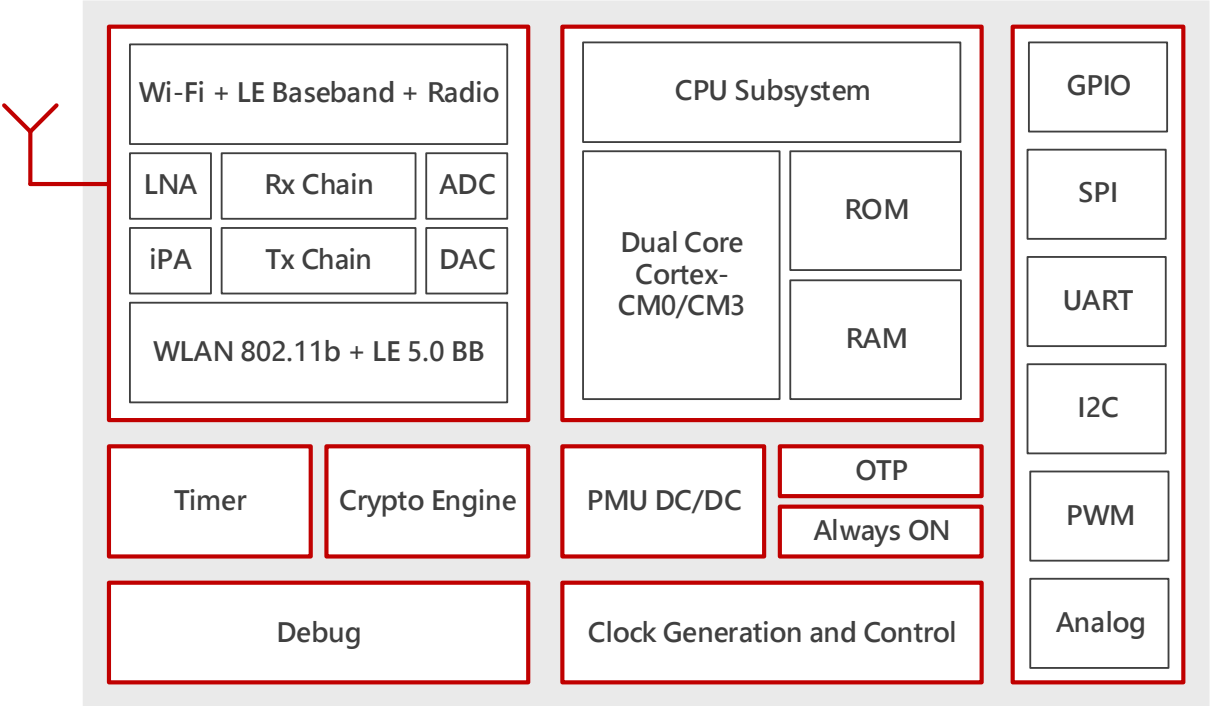 Wi-Fi + LE Baseband + Radio
LNA
Rx Chain
ADC
iPA
Tx Chain
DAC
WLAN 802.11b + LE 5.0 BB
CPU Subsystem
Dual Core
Cortex-
CM0/CM3
ROM
RAM
GPIO
SPI
UART
I2C
PWM
Analog
Timer
Crypto Engine
PMU DC/DC
OTP
Always ON
Debug
Clock Generation and Control